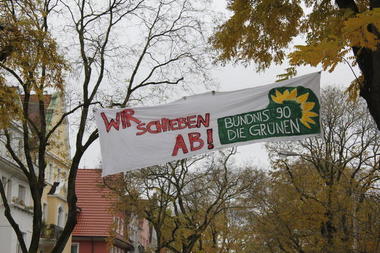 WIR
SCHIEBEN
AB!
BÜNDNIS 90
DIE GRÜNEN